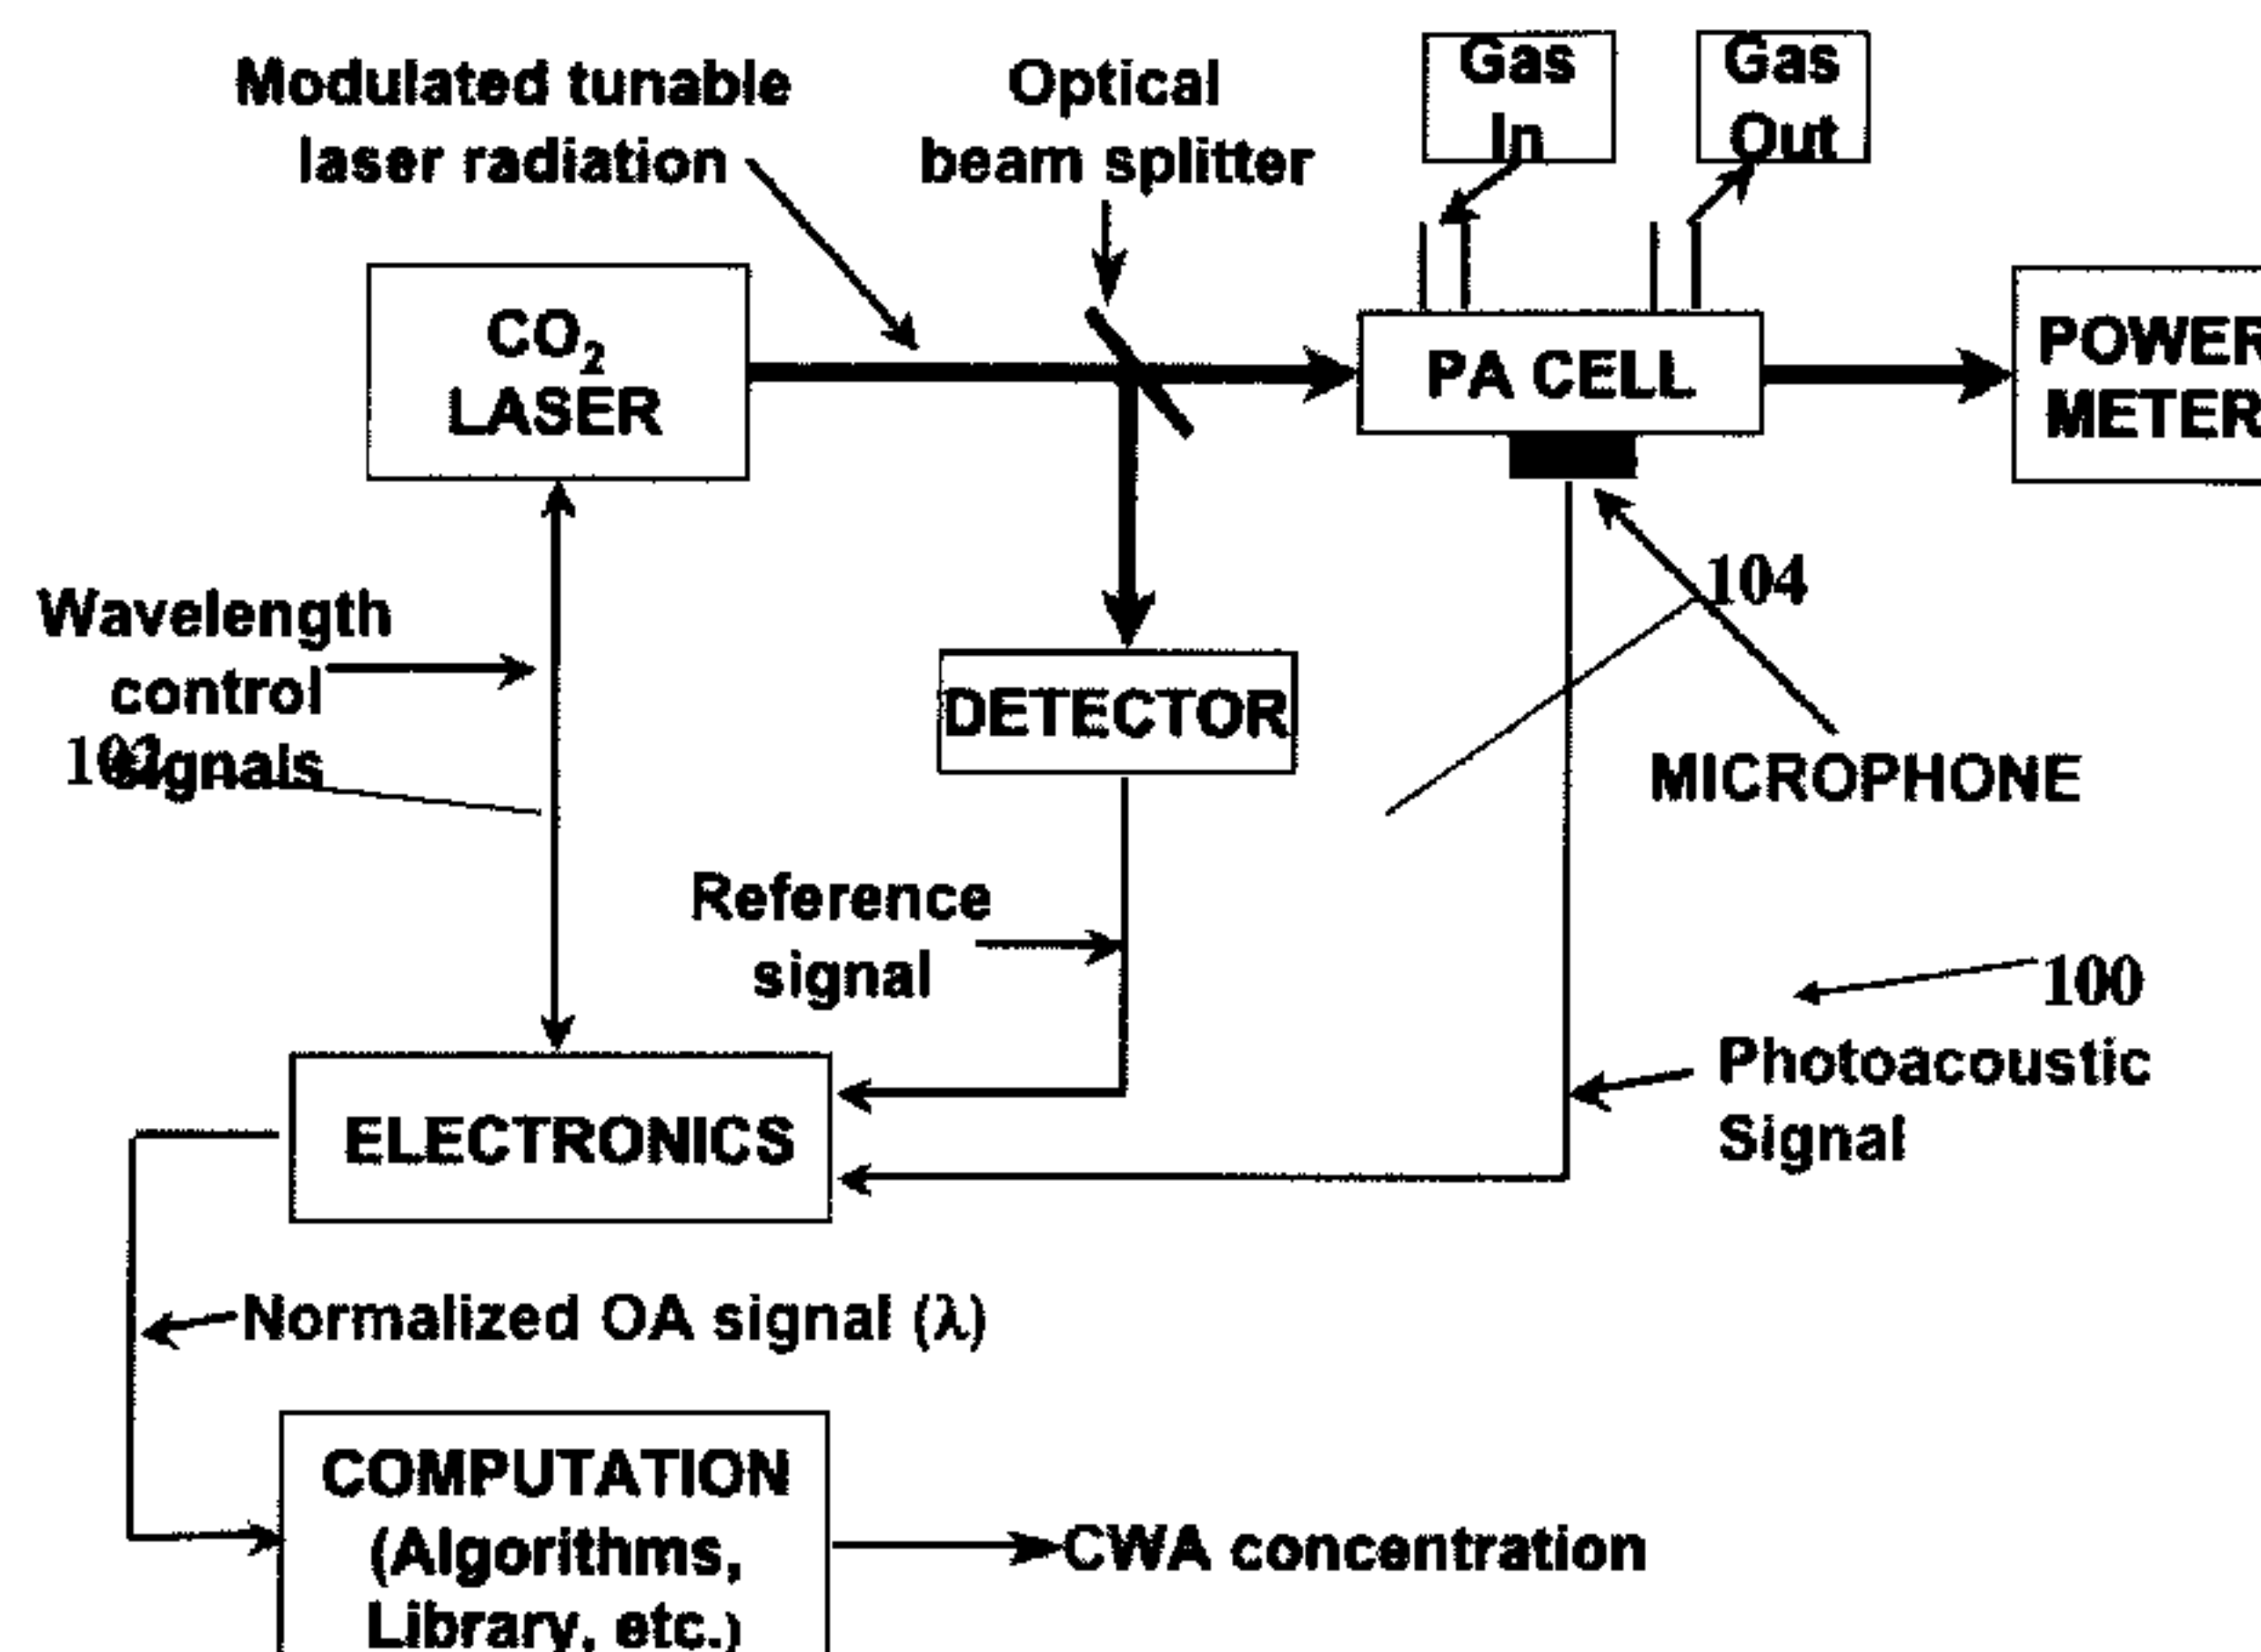 Modulated tunable
laser radiation
Optical
beam splitter
Gas
In
Gas
Out
CO₂
LASER
PA CELL
POWER
METER
104
Wavelength
control
signals
102
DETECTOR
MICROPHONE
Reference
signal
100
Photoacoustic
Signal
ELECTRONICS
Normalized OA signal (λ)
COMPUTATION
(Algorithms,
Library, etc.)
CWA concentration